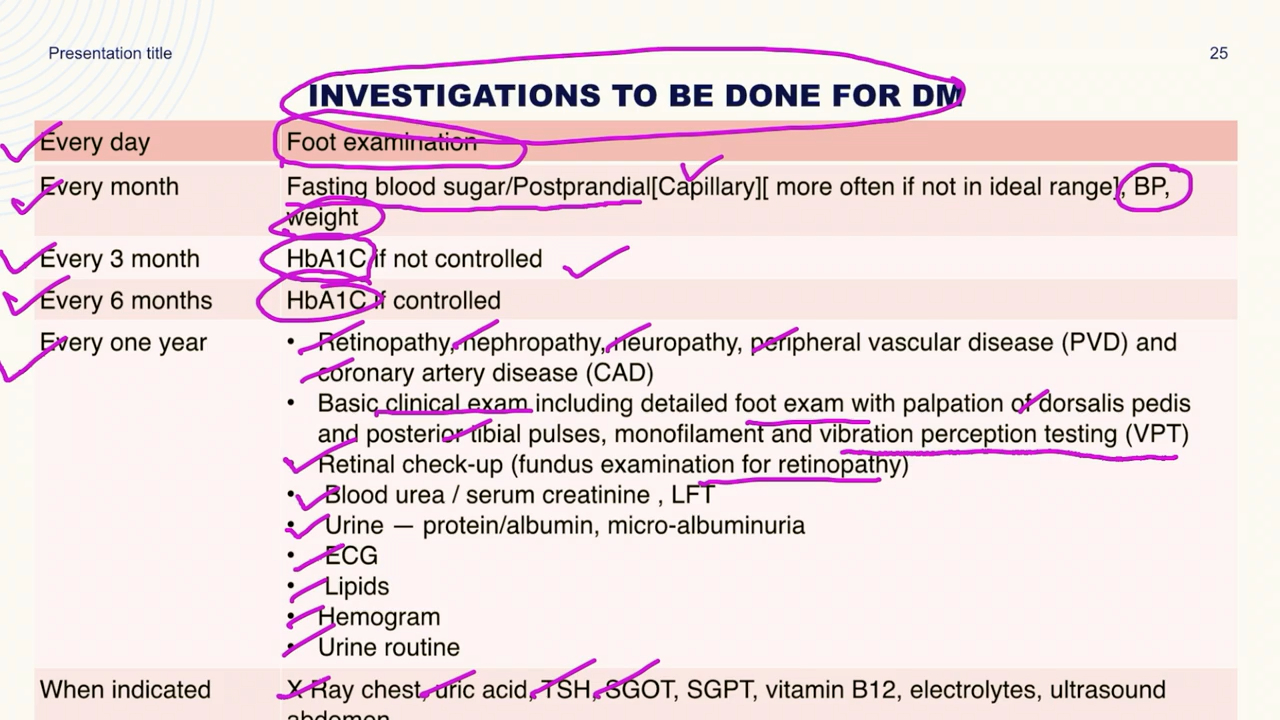 Presentation title
25
INVESTIGATIONS TO BE DONE FOR DM
Every day Foot examination
Every month Fasting blood sugar/Postprandial[Capillary][ more often if not in ideal range], BP,
weight
Every 3 month HbA1C if not controlled
Every 6 months HbA1C if controlled
Every one year • Retinopathy, nephropathy, neuropathy, peripheral vascular disease (PVD) and
coronary artery disease (CAD)
• Basic clinical exam including detailed foot exam with palpation of dorsalis pedis
and posterior tibial pulses, monofilament and vibration perception testing (VPT)
Retinal check-up (fundus examination for retinopathy)
• Blood urea / serum creatinine , LFT
• Urine — protein/albumin, micro-albuminuria
• ECG
• Lipids
• Hemogram
• Urine routine
When indicated X Ray chest, uric acid, TSH, SGOT, SGPT, vitamin B12, electrolytes, ultrasound
abdomen